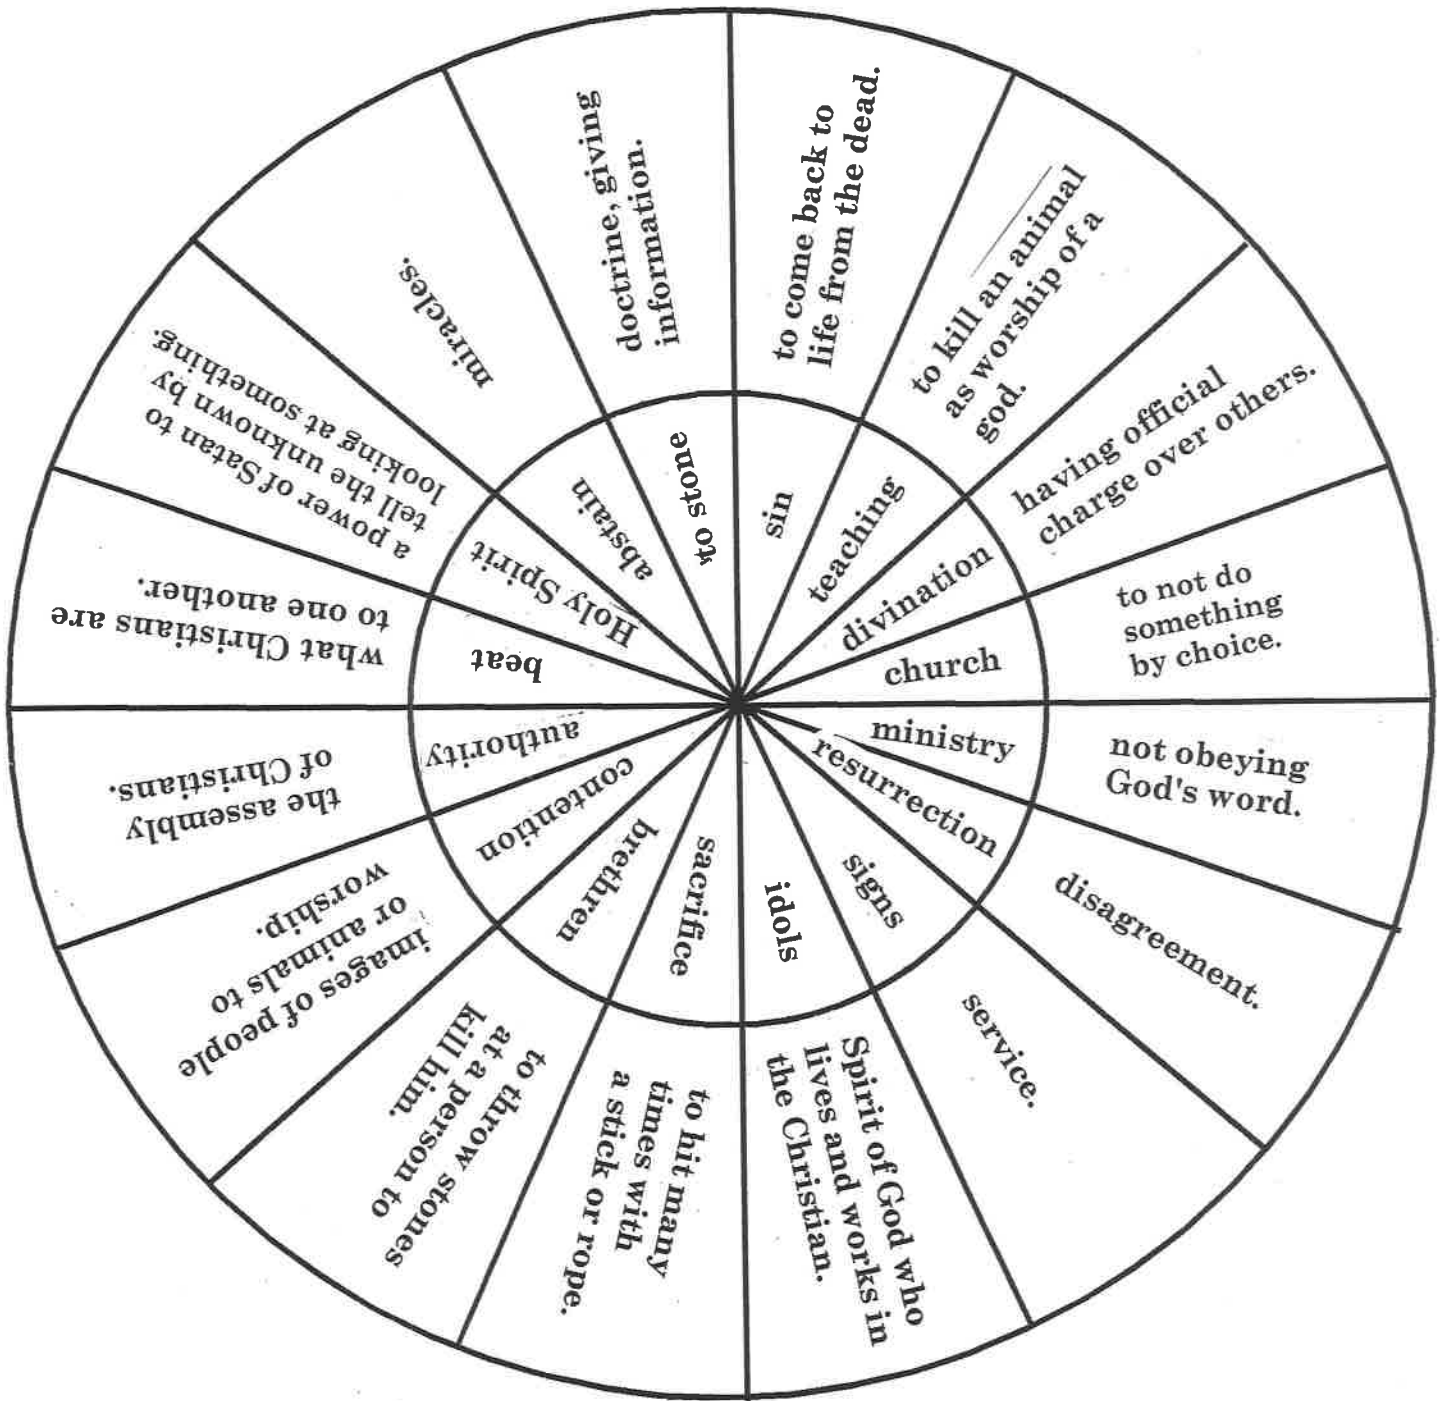 to come back to
life from the dead.
to kill an animal
as worship of a
god.
having official
charge over others.
to not do
something
by choice.
not obeying
God's word.
disagreement.
service.
Spirit of God who
lives and works in
the Christian.
to hit many
times with
a stick or rope.
to throw stones
at a person to
kill him.
images of people
or animals to
worship.
the assembly
of Christians.
what Christians are
to one another.
a power of Satan to
tell the unknown by
looking at something.
miracles.
doctrine, giving
information.
sin
teaching
divination
church
ministry
resurrection
signs
idols
sacrifice
brethren
contention
authority
beat
Holy Spirit
abstain
to stone